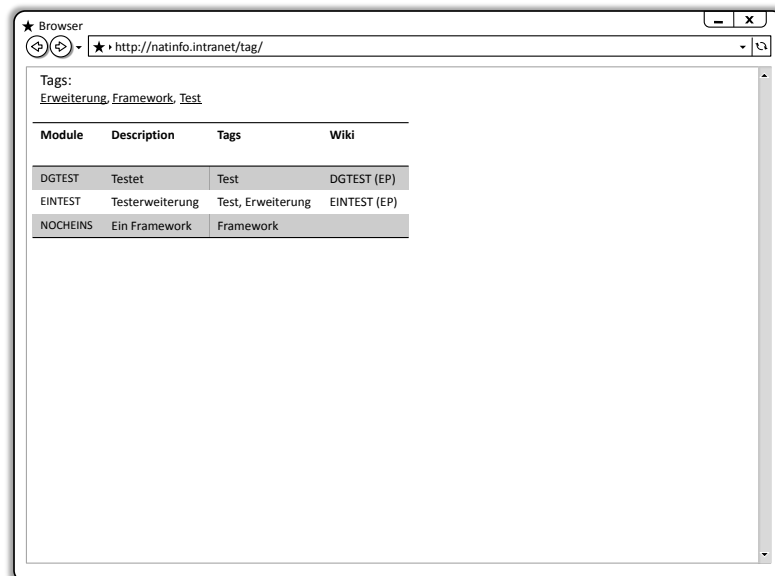 Browser
http://natinfo.intranet/tag/
Tags:
Erweiterung, Framework, Test
Module Description Tags Wiki
DGTEST Testet Test DGTEST (EP)
EINTEST Testerweiterung Test, Erweiterung EINTEST (EP)
NOCHEINS Ein Framework Framework